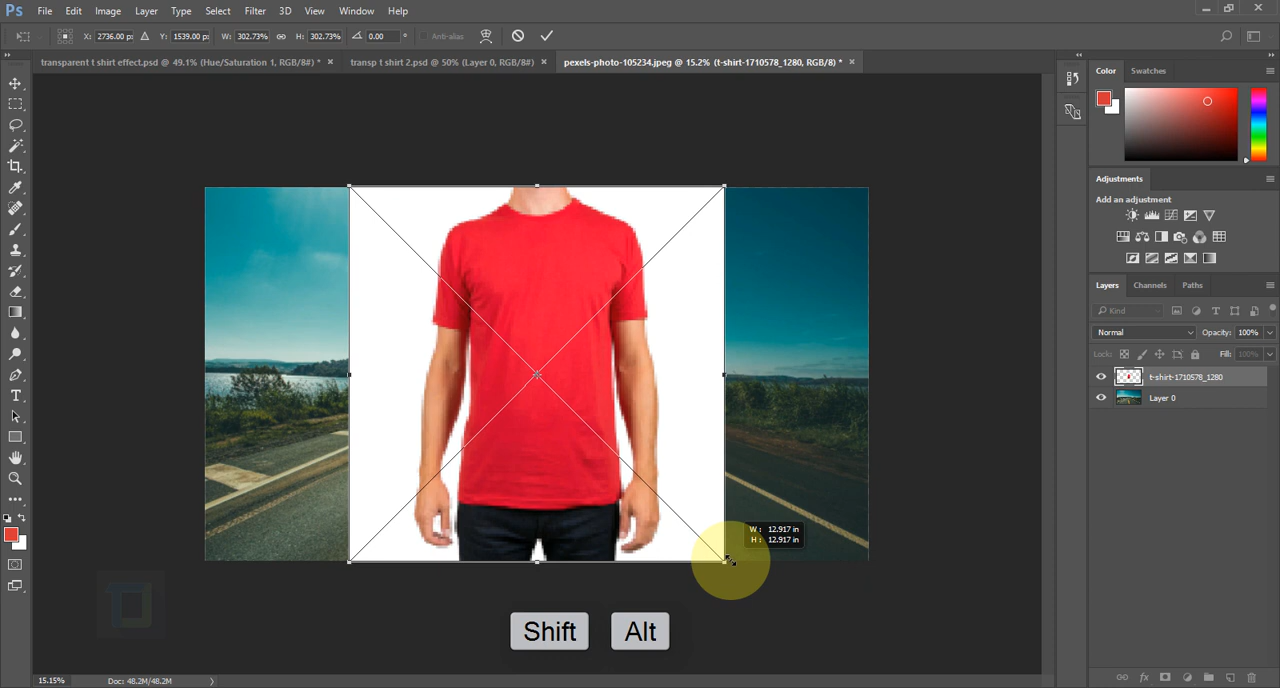 Ps File Edit Image Layer Type Select Filter 3D View Window Help
X: 2736.00 p: Y: 1539.00 p: W: 302.73% H: 302.73% 0.00 ° Anti-alias
transparent t shirt effect.psd @ 49.1% (Hue/Saturation 1, RGB/8#) * × transp t shirt 2.psd @ 50% (Layer 0, RGB/8#) × pexels-photo-105234.jpeg @ 15.2% (t-shirt-1710578_1280, RGB/8) * ×
Color Swatches
Adjustments
Add an adjustment
Layers Channels Paths
Kind
Normal Opacity: 100%
Lock: Fill: 100%
t-shirt-1710578_1280
Layer 0
W : 12.917 in
H : 12.917 in
Shift Alt
15.15% Doc: 48.2M/48.2M